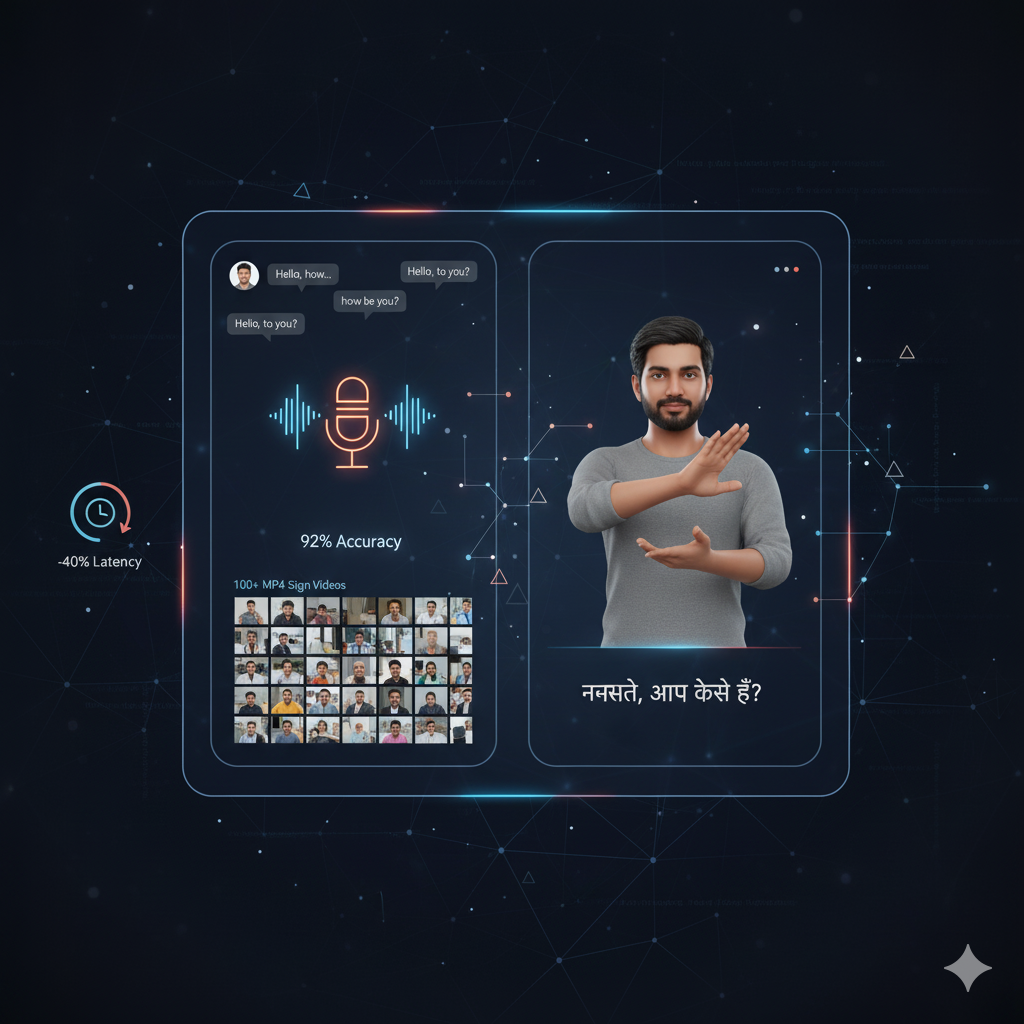 Hella, how...
Hello, to you?
how be you?
Hello, to you?
92% Accuracy
-40% Latency
100+ MP4 Sign Videos
नमसते, आप केसे हैं?